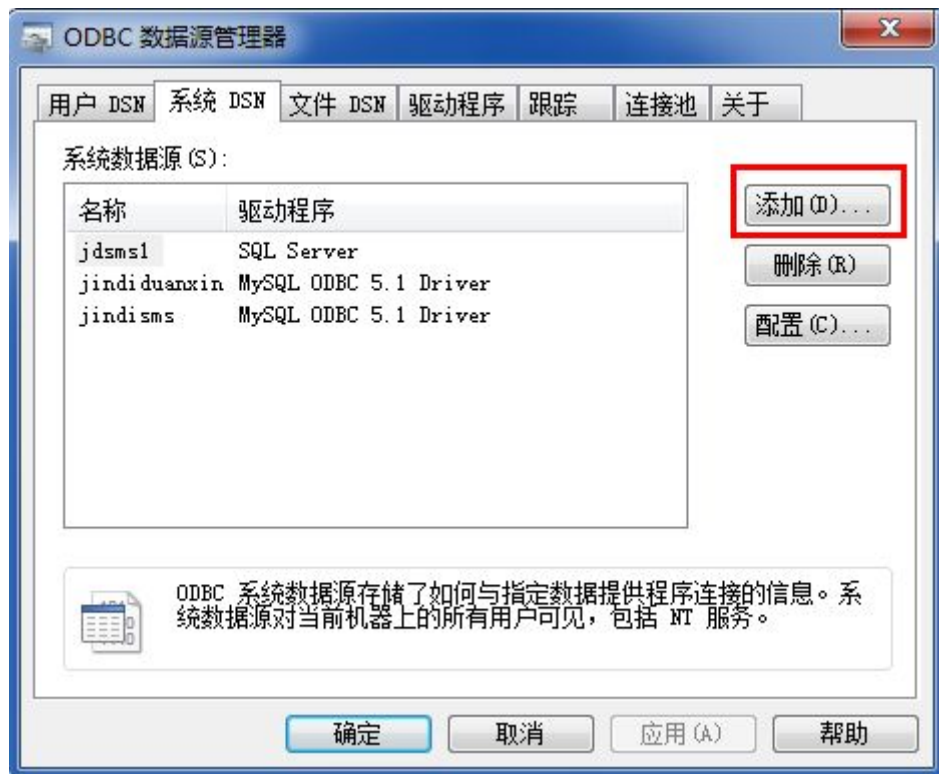 ODBC 数据源管理器
用户 DSN 系统 DSN 文件 DSN 驱动程序 跟踪 连接池 关于
系统数据源(S):
名称 驱动程序
添加(D)...
jdsms1 SQL Server
删除(R)
jindiduanxin MySQL ODBC 5.1 Driver
jindisms MySQL ODBC 5.1 Driver
配置(C)...
ODBC 系统数据源存储了如何与指定数据提供程序连接的信息。系
统数据源对当前机器上的所有用户可见,包括 NT 服务。
确定 取消 应用(A) 帮助